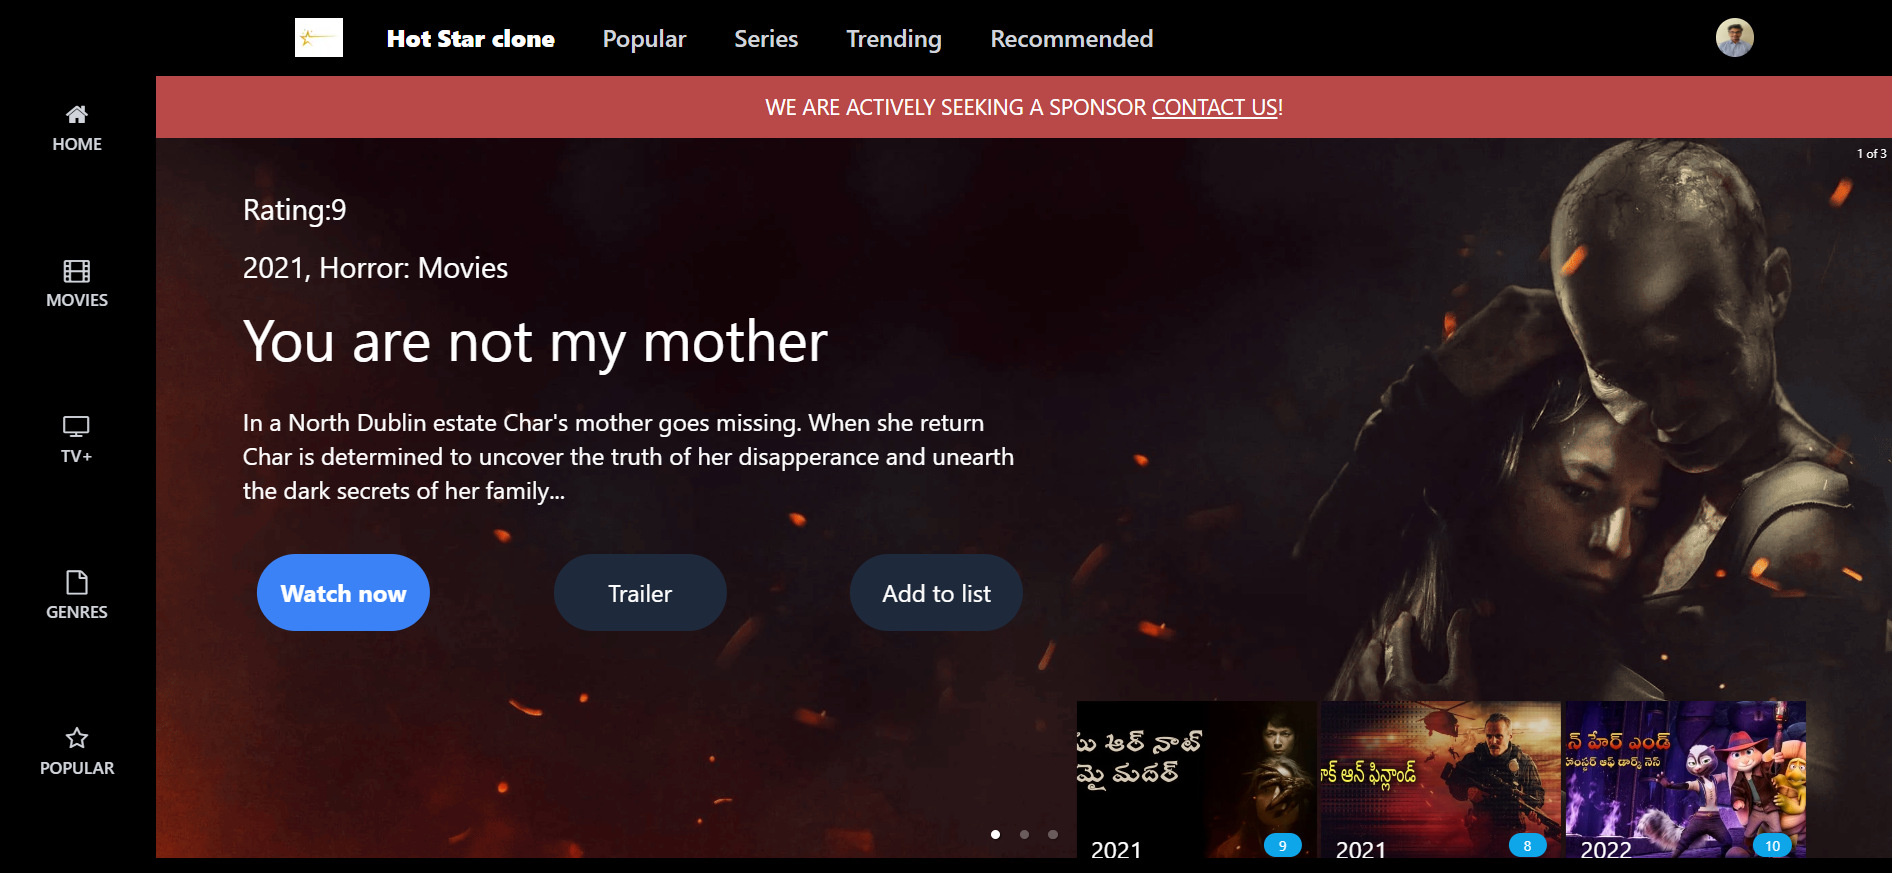 Hot Star clone
Popular
Series
Trending
Recommended
WE ARE ACTIVELY SEEKING A SPONSOR CONTACT US!
HOME
MOVIES
TV+
GENRES
POPULAR
1 of 3
Rating:9
2021, Horror: Movies
You are not my mother
In a North Dublin estate Char's mother goes missing. When she return
Char is determined to uncover the truth of her disapperance and unearth
the dark secrets of her family...
Watch now
Trailer
Add to list
ఆర్ నాట్
మై మదర్
2021
9
ఆన్ ఫిన్లాండ్
2021
8
హేర్ ఎండ్
ఆఫ్ డార్క్ నెస్
2022
10